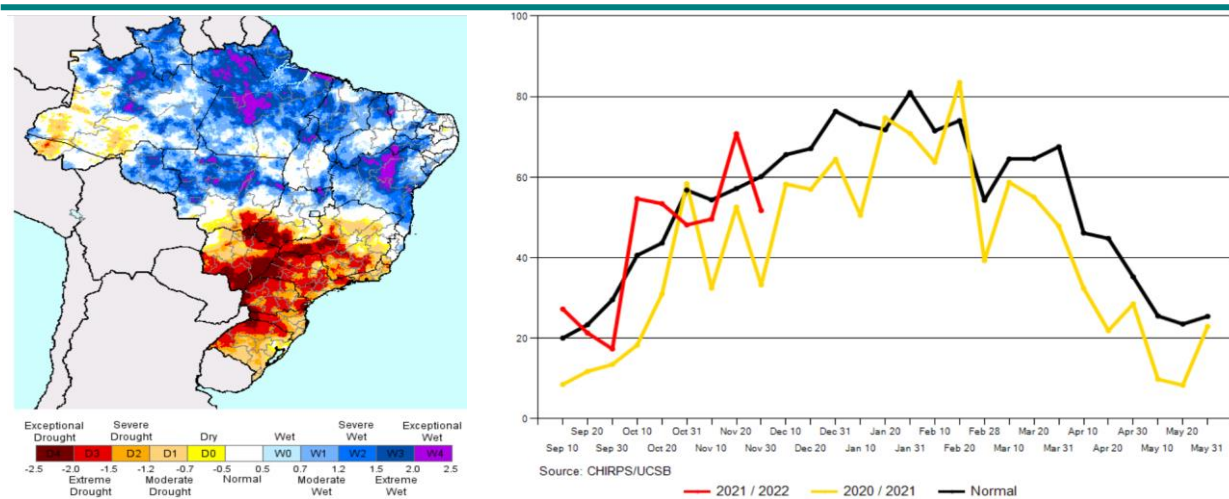 Exceptional Severe Severe Exceptional
Drought Drought Dry Wet Wet Wet
D4 D3 D2 D1 D0 W0 W1 W2 W3 W4
-2.5 -2.0 -1.5 -1.2 -0.7 -0.5 0.5 0.7 1.2 1.5 2.0 2.5
Extreme Moderate Normal Moderate Extreme
Drought Drought Wet Wet
100
80
60
40
20
0
Sep 20 Oct 10 Oct 31 Nov 20 Dec 10 Dec 31 Jan 20 Feb 10 Feb 28 Mar 20 Apr 10 Apr 30 May 20
Sep 10 Sep 30 Oct 20 Nov 10 Nov 30 Dec 20 Jan 10 Jan 31 Feb 20 Mar 10 Mar 31 Apr 20 May 10 May 31
Source: CHIRPS/UCSB
2021 / 2022 2020 / 2021 Normal